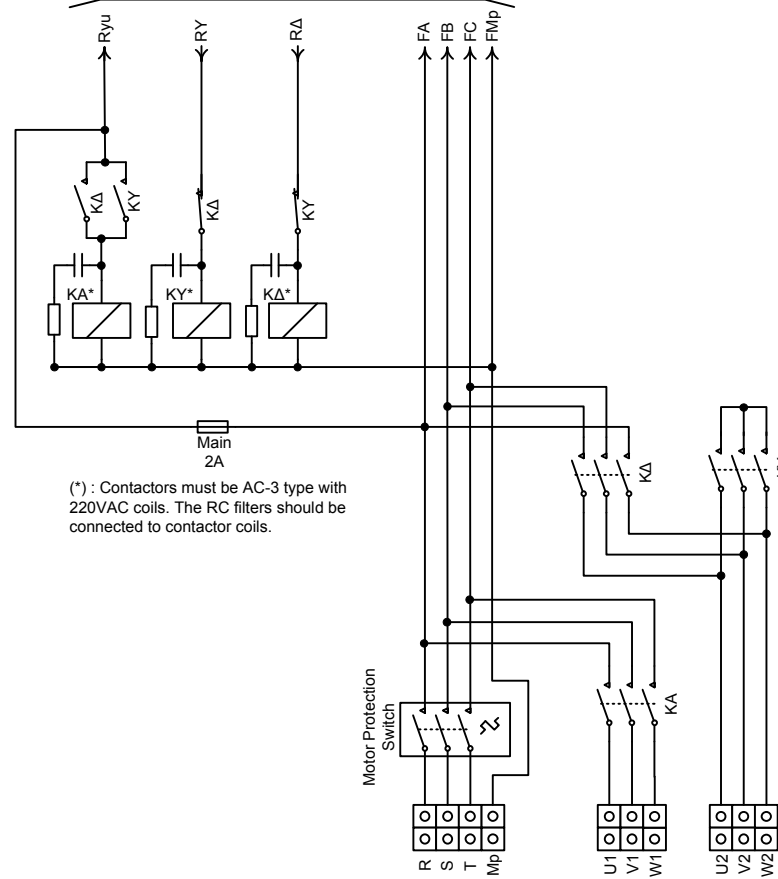 Ryu
RY
RΔ
FA
FB
FC
FMp
KΔ
KY
KΔ
KY
KA*
KY*
KΔ*
Main
2A
(*) : Contactors must be AC-3 type with
220VAC coils. The RC filters should be
connected to contactor coils.
KΔ
KA
Motor Protection
Switch
R
S
T
Mp
U1
V1
W1
U2
V2
W2